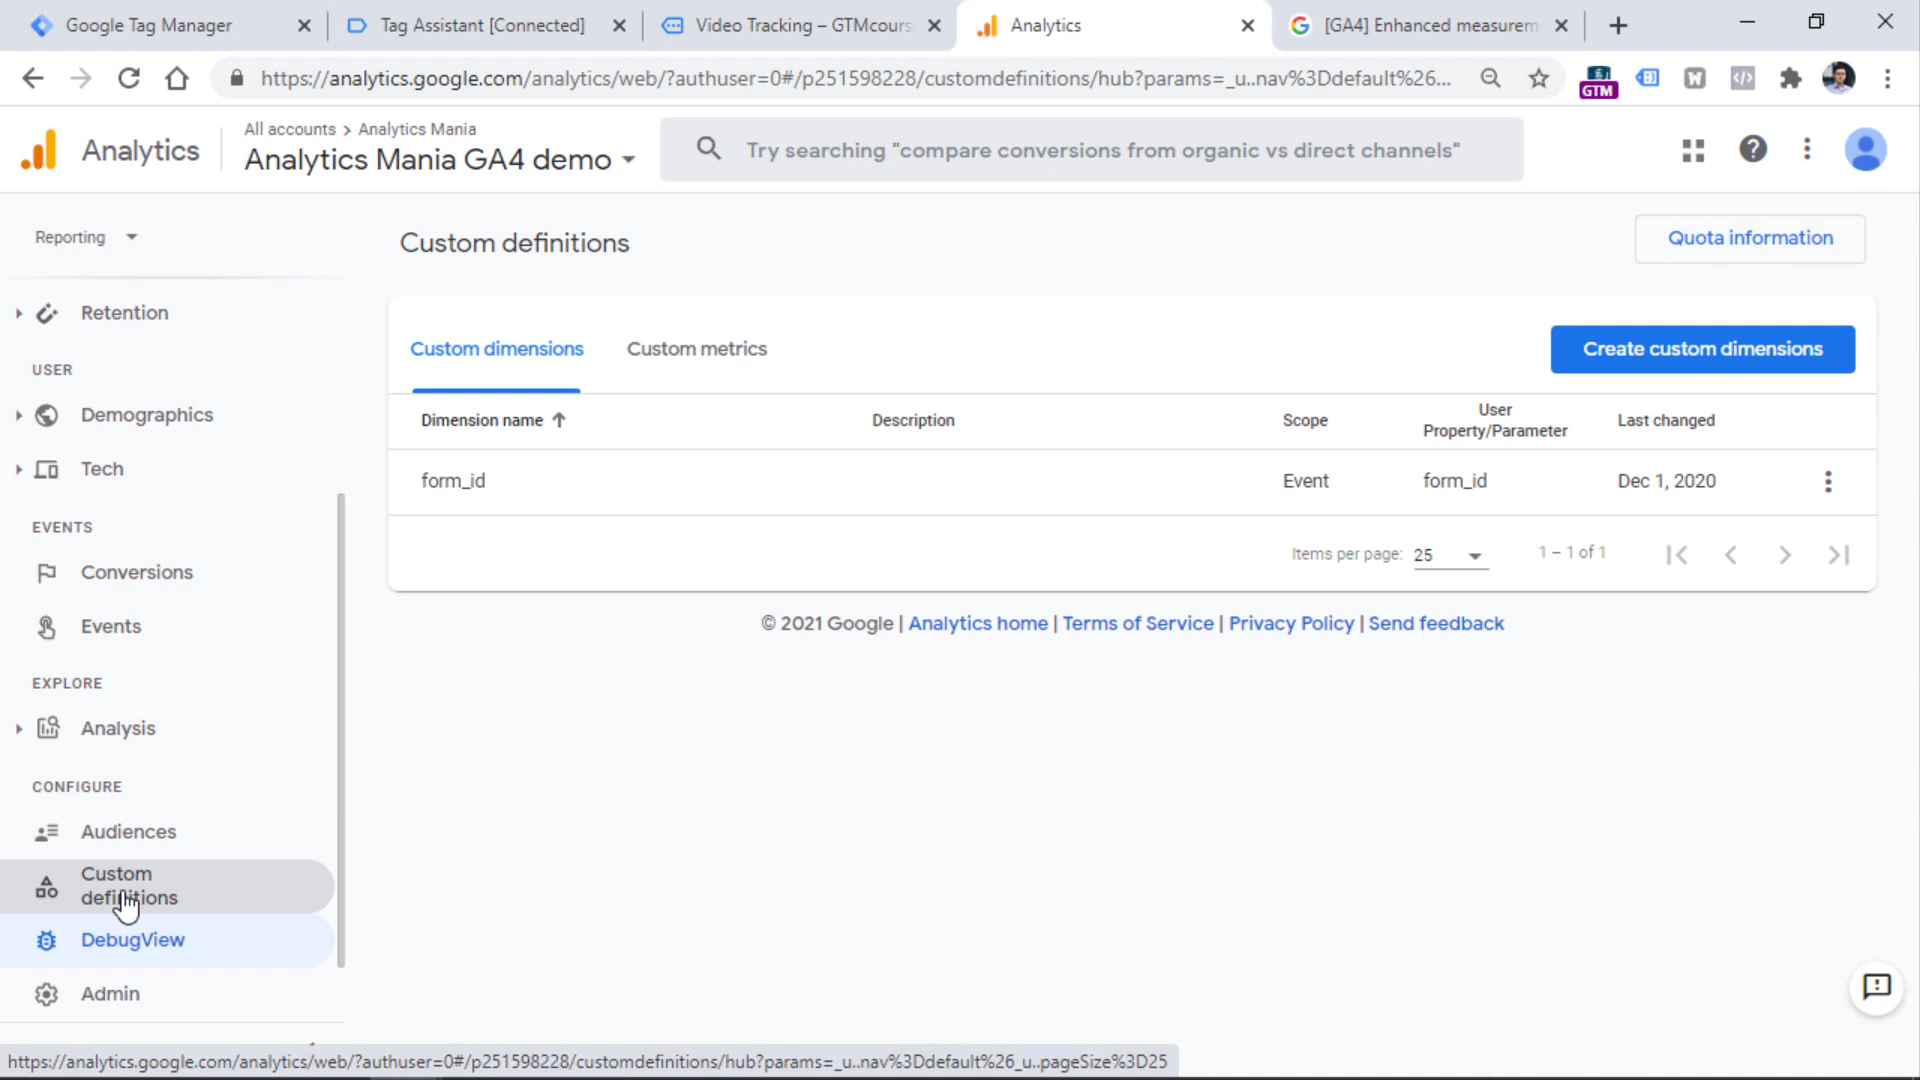 Google Tag Manager
Tag Assistant [Connected]
Video Tracking – GTMcours
Analytics
[GA4] Enhanced measurem
https://analytics.google.com/analytics/web/?authuser=0#/p251598228/customdefinitions/hub?params=_u..nav%3Ddefault%26...
GTM
W
Analytics
All accounts > Analytics Mania
Analytics Mania GA4 demo
Try searching "compare conversions from organic vs direct channels"
Reporting
Custom definitions
Quota information
Retention
USER
Demographics
Tech
EVENTS
Conversions
Events
EXPLORE
Analysis
CONFIGURE
Audiences
Custom
definitions
DebugView
Admin
Custom dimensions
Custom metrics
Create custom dimensions
Dimension name
Description
Scope
User
Property/Parameter
Last changed
form_id
Event
form_id
Dec 1, 2020
Items per page: 25
1 – 1 of 1
© 2021 Google | Analytics home | Terms of Service | Privacy Policy | Send feedback
https://analytics.google.com/analytics/web/?authuser=0#/p251598228/customdefinitions/hub?params=_u..nav%3Ddefault%26_u..pageSize%3D25